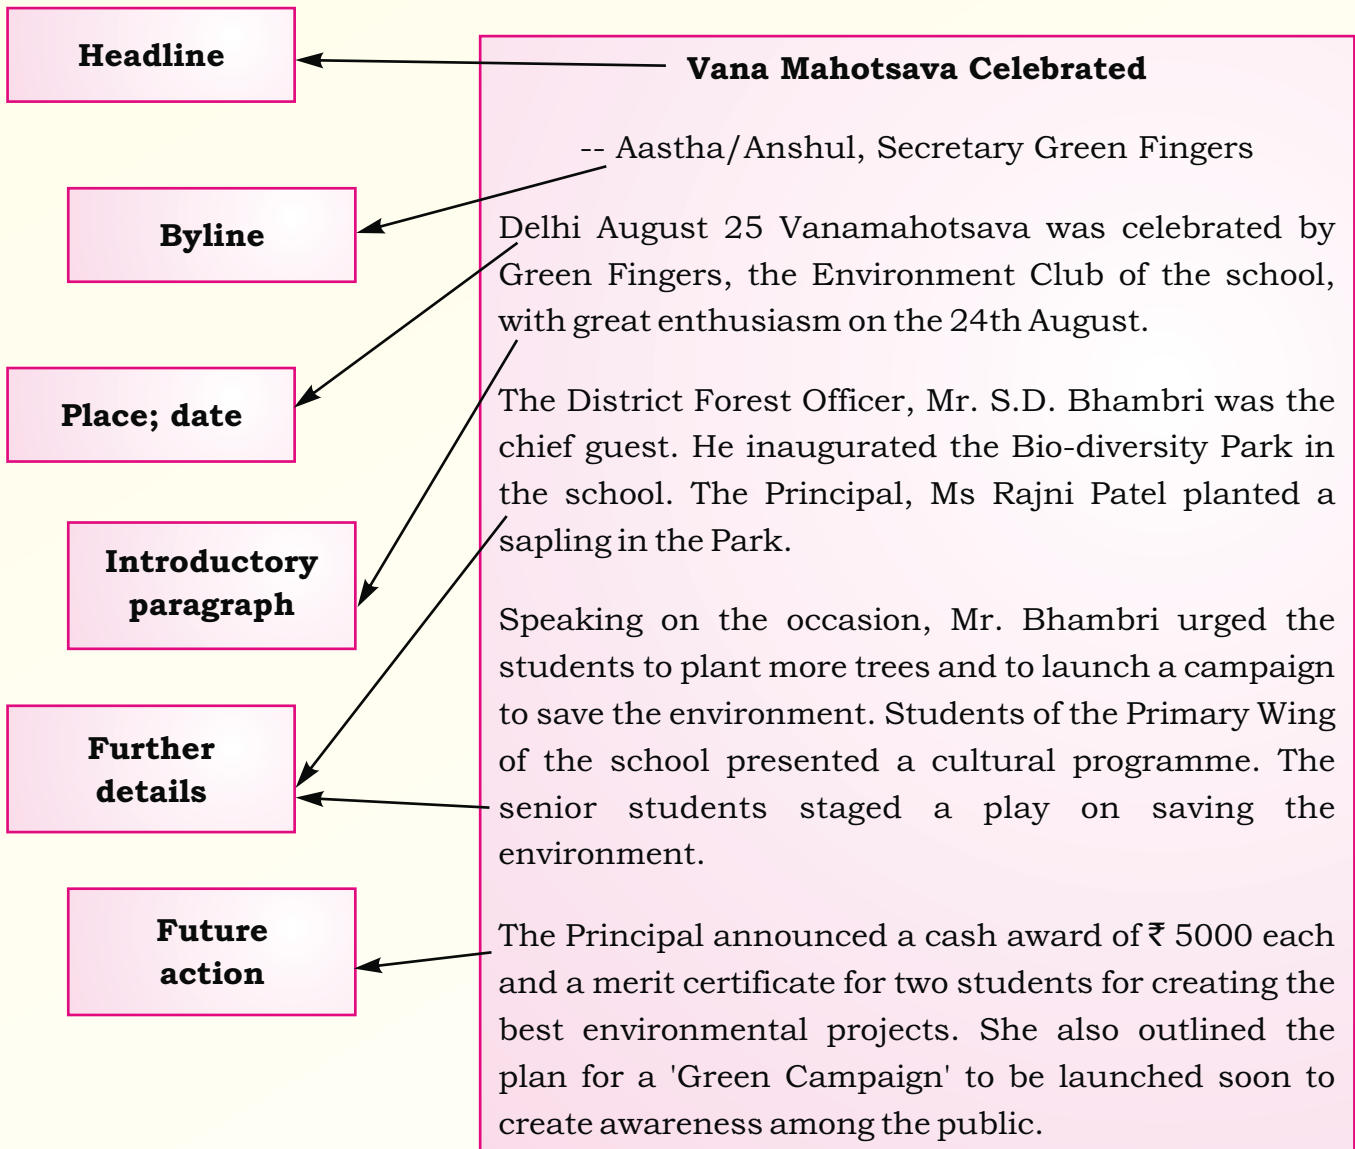 Headline
Vana Mahotsava Celebrated
-- Aastha/Anshul, Secretary Green Fingers
Byline
Delhi August 25 Vanamahotsava was celebrated by
Green Fingers, the Environment Club of the school,
with great enthusiasm on the 24th August.
Place; date
The District Forest Officer, Mr. S.D. Bhambri was the
chief guest. He inaugurated the Bio-diversity Park in
the school. The Principal, Ms Rajni Patel planted a
sapling in the Park.
Introductory
paragraph
Speaking on the occasion, Mr. Bhambri urged the
students to plant more trees and to launch a campaign
to save the environment. Students of the Primary Wing
of the school presented a cultural programme. The
senior students staged a play on saving the
environment.
Further
details
Future
action
The Principal announced a cash award of ₹ 5000 each
and a merit certificate for two students for creating the
best environmental projects. She also outlined the
plan for a 'Green Campaign' to be launched soon to
create awareness among the public.